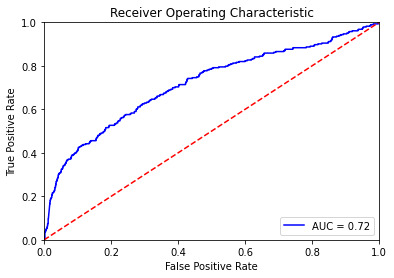 Receiver Operating Characteristic
1.0
0.8
0.6
0.4
0.2
0.0
True Positive Rate
AUC = 0.72
0.0 0.2 0.4 0.6 0.8 1.0
False Positive Rate